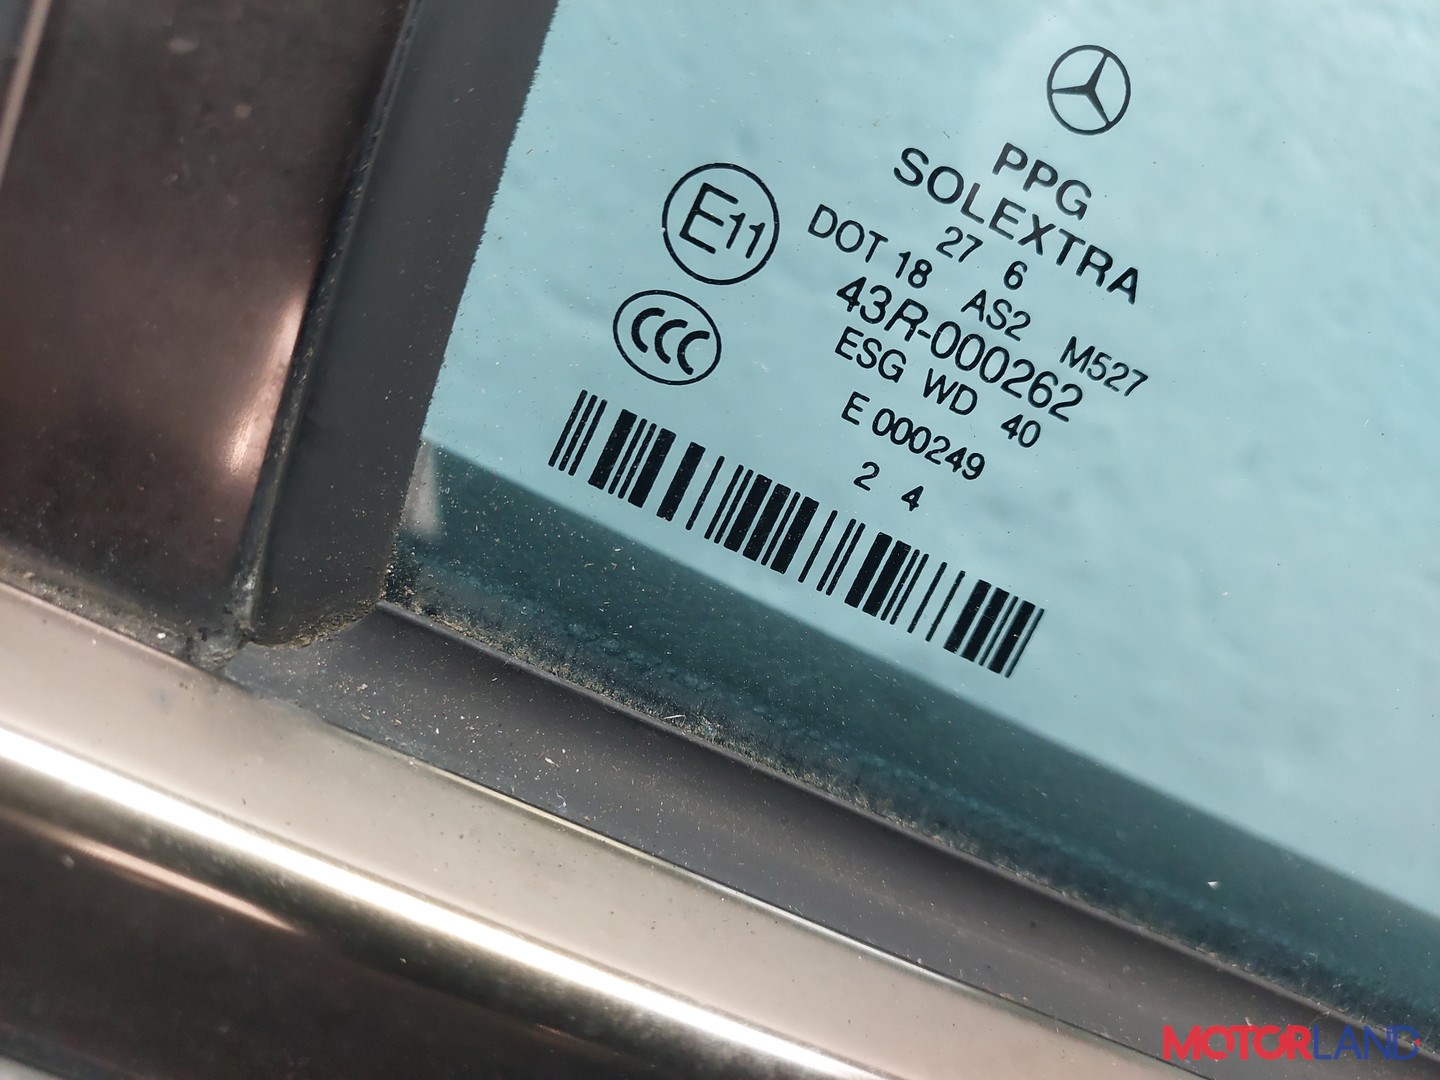 PPG
SOLEXTRA
27 6
DOT 18 AS2 M527
43R-000262
ESG WD 40
E 000249
2 4
E11
CCC
MOTORLAND